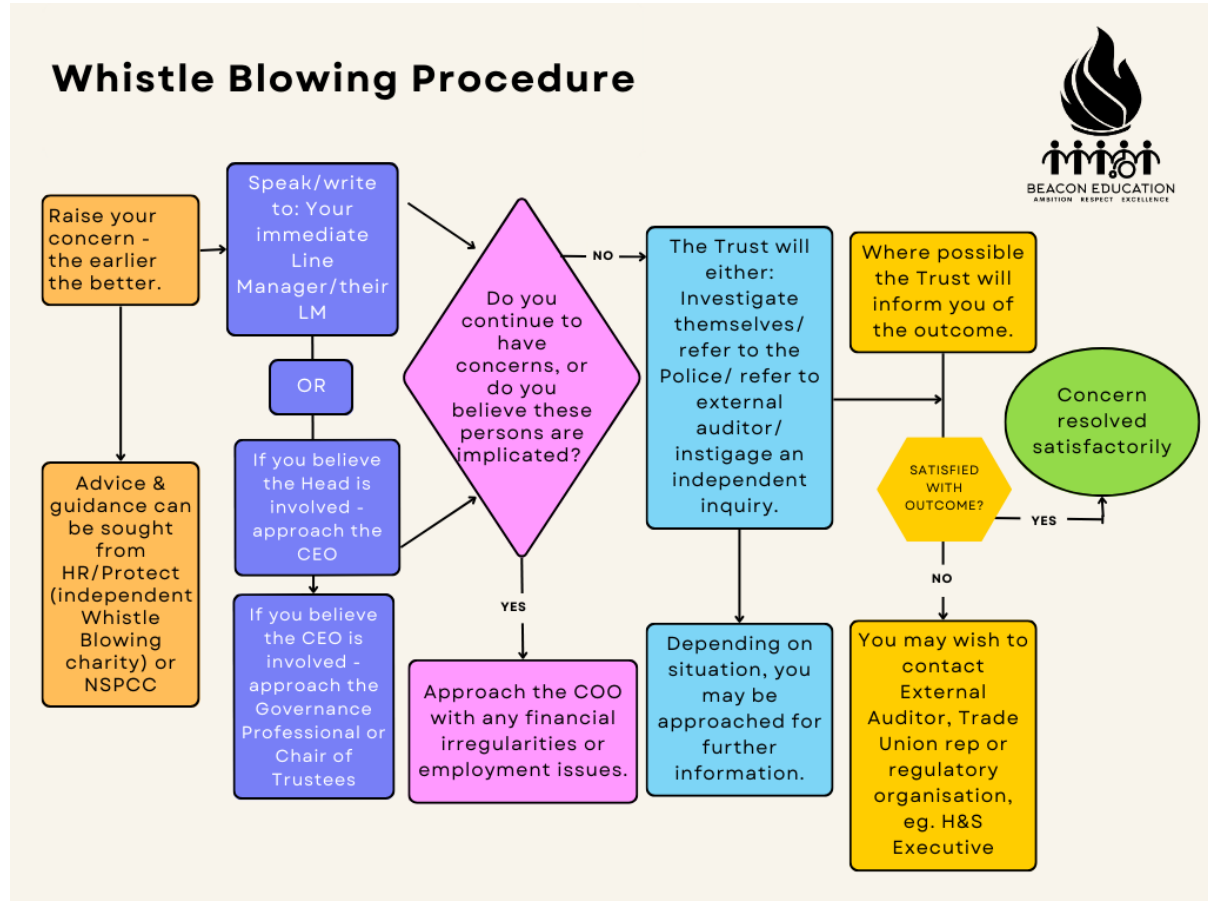 Whistle Blowing Procedure
BEACON EDUCATION
AMBITION RESPECT EXCELLENCE
Raise your
concern -
the earlier
the better.
Advice &
guidance can
be sought
from
HR/Protect
(independent
Whistle
Blowing
charity) or
NSPCC
Speak/write
to: Your
immediate
Line
Manager/their
LM
OR
If you believe
the Head is
involved -
approach the
CEO
If you believe
the CEO is
involved -
approach the
Governance
Professional or
Chair of
Trustees
Do you
continue to
have
concerns, or
do you
believe these
persons are
implicated?
NO
YES
Approach the COO
with any financial
irregularities or
employment issues.
The Trust will
either:
Investigate
themselves/
refer to the
Police/ refer to
external
auditor/
instigage an
independent
inquiry.
Depending on
situation, you
may be
approached for
further
information.
Where possible
the Trust will
inform you of
the outcome.
SATISFIED
WITH
OUTCOME?
YES
Concern
resolved
satisfactorily
NO
You may wish to
contact
External
Auditor, Trade
Union rep or
regulatory
organisation,
eg. H&S
Executive